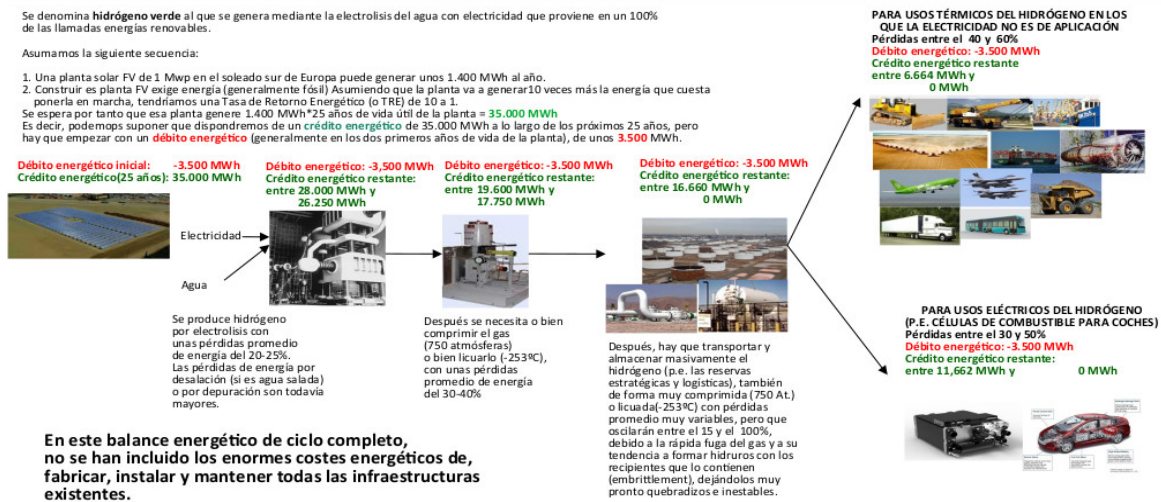 Se denomina hidrógeno verde al que se genera mediante la electrolisis del agua con electricidad que proviene en un 100%
de las llamadas energías renovables.
Asumamos la siguiente secuencia:
1. Una planta solar FV de 1 Mwp en el soleado sur de Europa puede generar unos 1.400 MWh al año.
2. Construir es planta FV exige energía (generalmente fósil) Asumiendo que la planta va a generar10 veces más la energía que cuesta
ponerla en marcha, tendríamos una Tasa de Retorno Energético (o TRE) de 10 a 1.
Se espera por tanto que esa planta genere 1.400 MWh*25 años de vida útil de la planta = 35.000 MWh
Es decir, podemops suponer que dispondremos de un crédito energético de 35.000 MWh a lo largo de los próximos 25 años, pero
hay que empezar con un débito energético (generalmente en los dos primeros años de vida de la planta), de unos 3.500 MWh.
Débito energético inicial: -3.500 MWh
Crédito energético(25 años): 35.000 MWh
Electricidad
Agua
Débito energético: -3,500 MWh
Crédito energético restante:
entre 28.000 MWh y
26.250 MWh
Se produce hidrógeno
por electrolisis con
unas pérdidas promedio
de energía del 20-25%.
Las pérdidas de energía por
desalación (si es agua salada)
o por depuración son todavía
mayores.
Débito energético: -3.500 MWh
Crédito energético restante:
entre 19.600 MWh y
17.750 MWh
Después se necesita o bien
comprimir el gas
(750 atmósferas)
o bien licuarlo (-253ºC),
con unas pérdidas
promedio de energía
del 30-40%
Débito energético: -3.500 MWh
Crédito energético restante:
entre 16.660 MWh y
0 MWh
Después, hay que transportar y
almacenar masivamente el
hidrógeno (p.e. las reservas
estratégicas y logísticas), también
de forma muy comprimida (750 At.)
o licuada(-253ºC) con pérdidas
promedio muy variables, pero que
oscilarán entre el 15 y el 100%,
debido a la rápida fuga del gas y a su
tendencia a formar hidruros con los
recipientes que lo contienen
(embrittlement), dejándolos muy
pronto quebradizos e inestables.
PARA USOS TÉRMICOS DEL HIDRÓGENO EN LOS
QUE LA ELECTRICIDAD NO ES DE APLICACIÓN
Pérdidas entre el 40 y 60%
Débito energético: -3.500 MWh
Crédito energético restante
entre 6.664 MWh y
0 MWh
PARA USOS ELÉCTRICOS DEL HIDRÓGENO
(P.E. CÉLULAS DE COMBUSTIBLE PARA COCHES)
Pérdidas entre el 30 y 50%
Débito energético: -3.500 MWh
Crédito energético restante:
entre 11,662 MWh y 0 MWh
En este balance energético de ciclo completo,
no se han incluido los enormes costes energéticos de,
fabricar, instalar y mantener todas las infraestructuras
existentes.